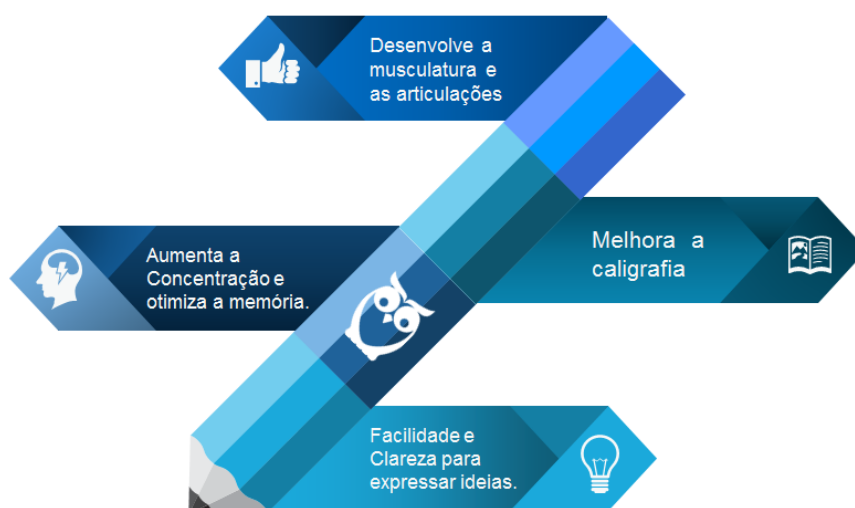 Desenvolve a
musculatura e
as articulações
Melhora a
caligrafia
Aumenta a
Concentração e
otimiza a memória.
Facilidade e
Clareza para
expressar ideias.